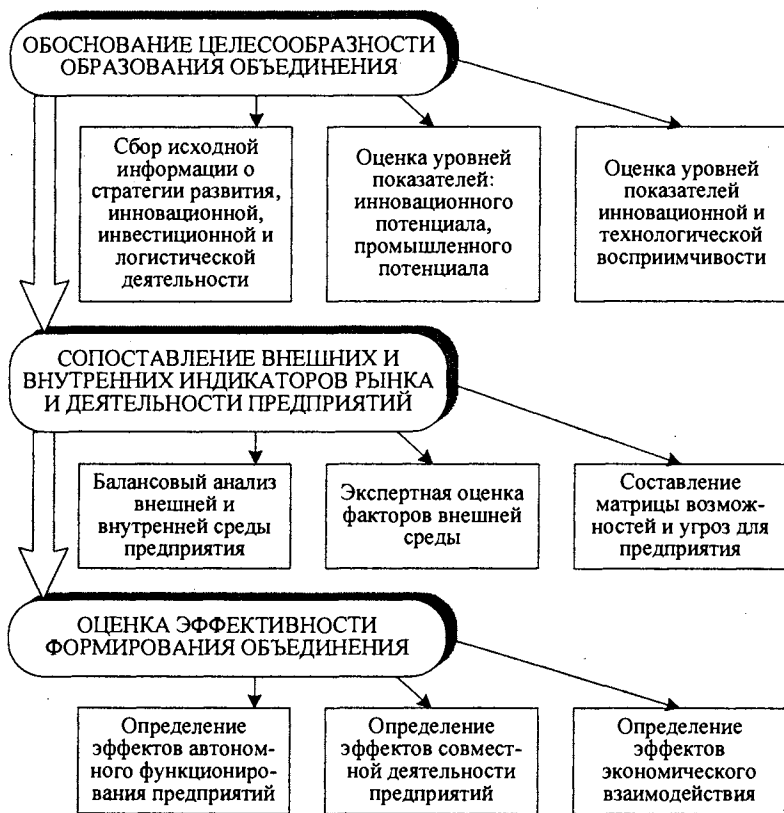 ОБОСНОВАНИЕ ЦЕЛЕСООБРАЗНОСТИ
ОБРАЗОВАНИЯ ОБЪЕДИНЕНИЯ
Сбор исходной
информации о
стратегии развития,
инновационной,
инвестиционной и
логистической
деятельности
Оценка уровней
показателей:
инновационного
потенциала,
промышленного
потенциала
Оценка уровней
показателей
инновационной и
технологической
восприимчивости
СОПОСТАВЛЕНИЕ ВНЕШНИХ И
ВНУТРЕННИХ ИНДИКАТОРОВ РЫНКА
И ДЕЯТЕЛЬНОСТИ ПРЕДПРИЯТИЙ
Балансовый анализ
внешней и
внутренней среды
предприятия
Экспертная оценка
факторов внешней
среды
Составление
матрицы возмож-
ностей и угроз для
предприятия
ОЦЕНКА ЭФФЕКТИВНОСТИ
ФОРМИРОВАНИЯ ОБЪЕДИНЕНИЯ
Определение
эффектов автоном-
ного функциониро-
вания предприятий
Определение
эффектов совмест-
ной деятельности
предприятий
Определение
эффектов
экономического
взаимодействия